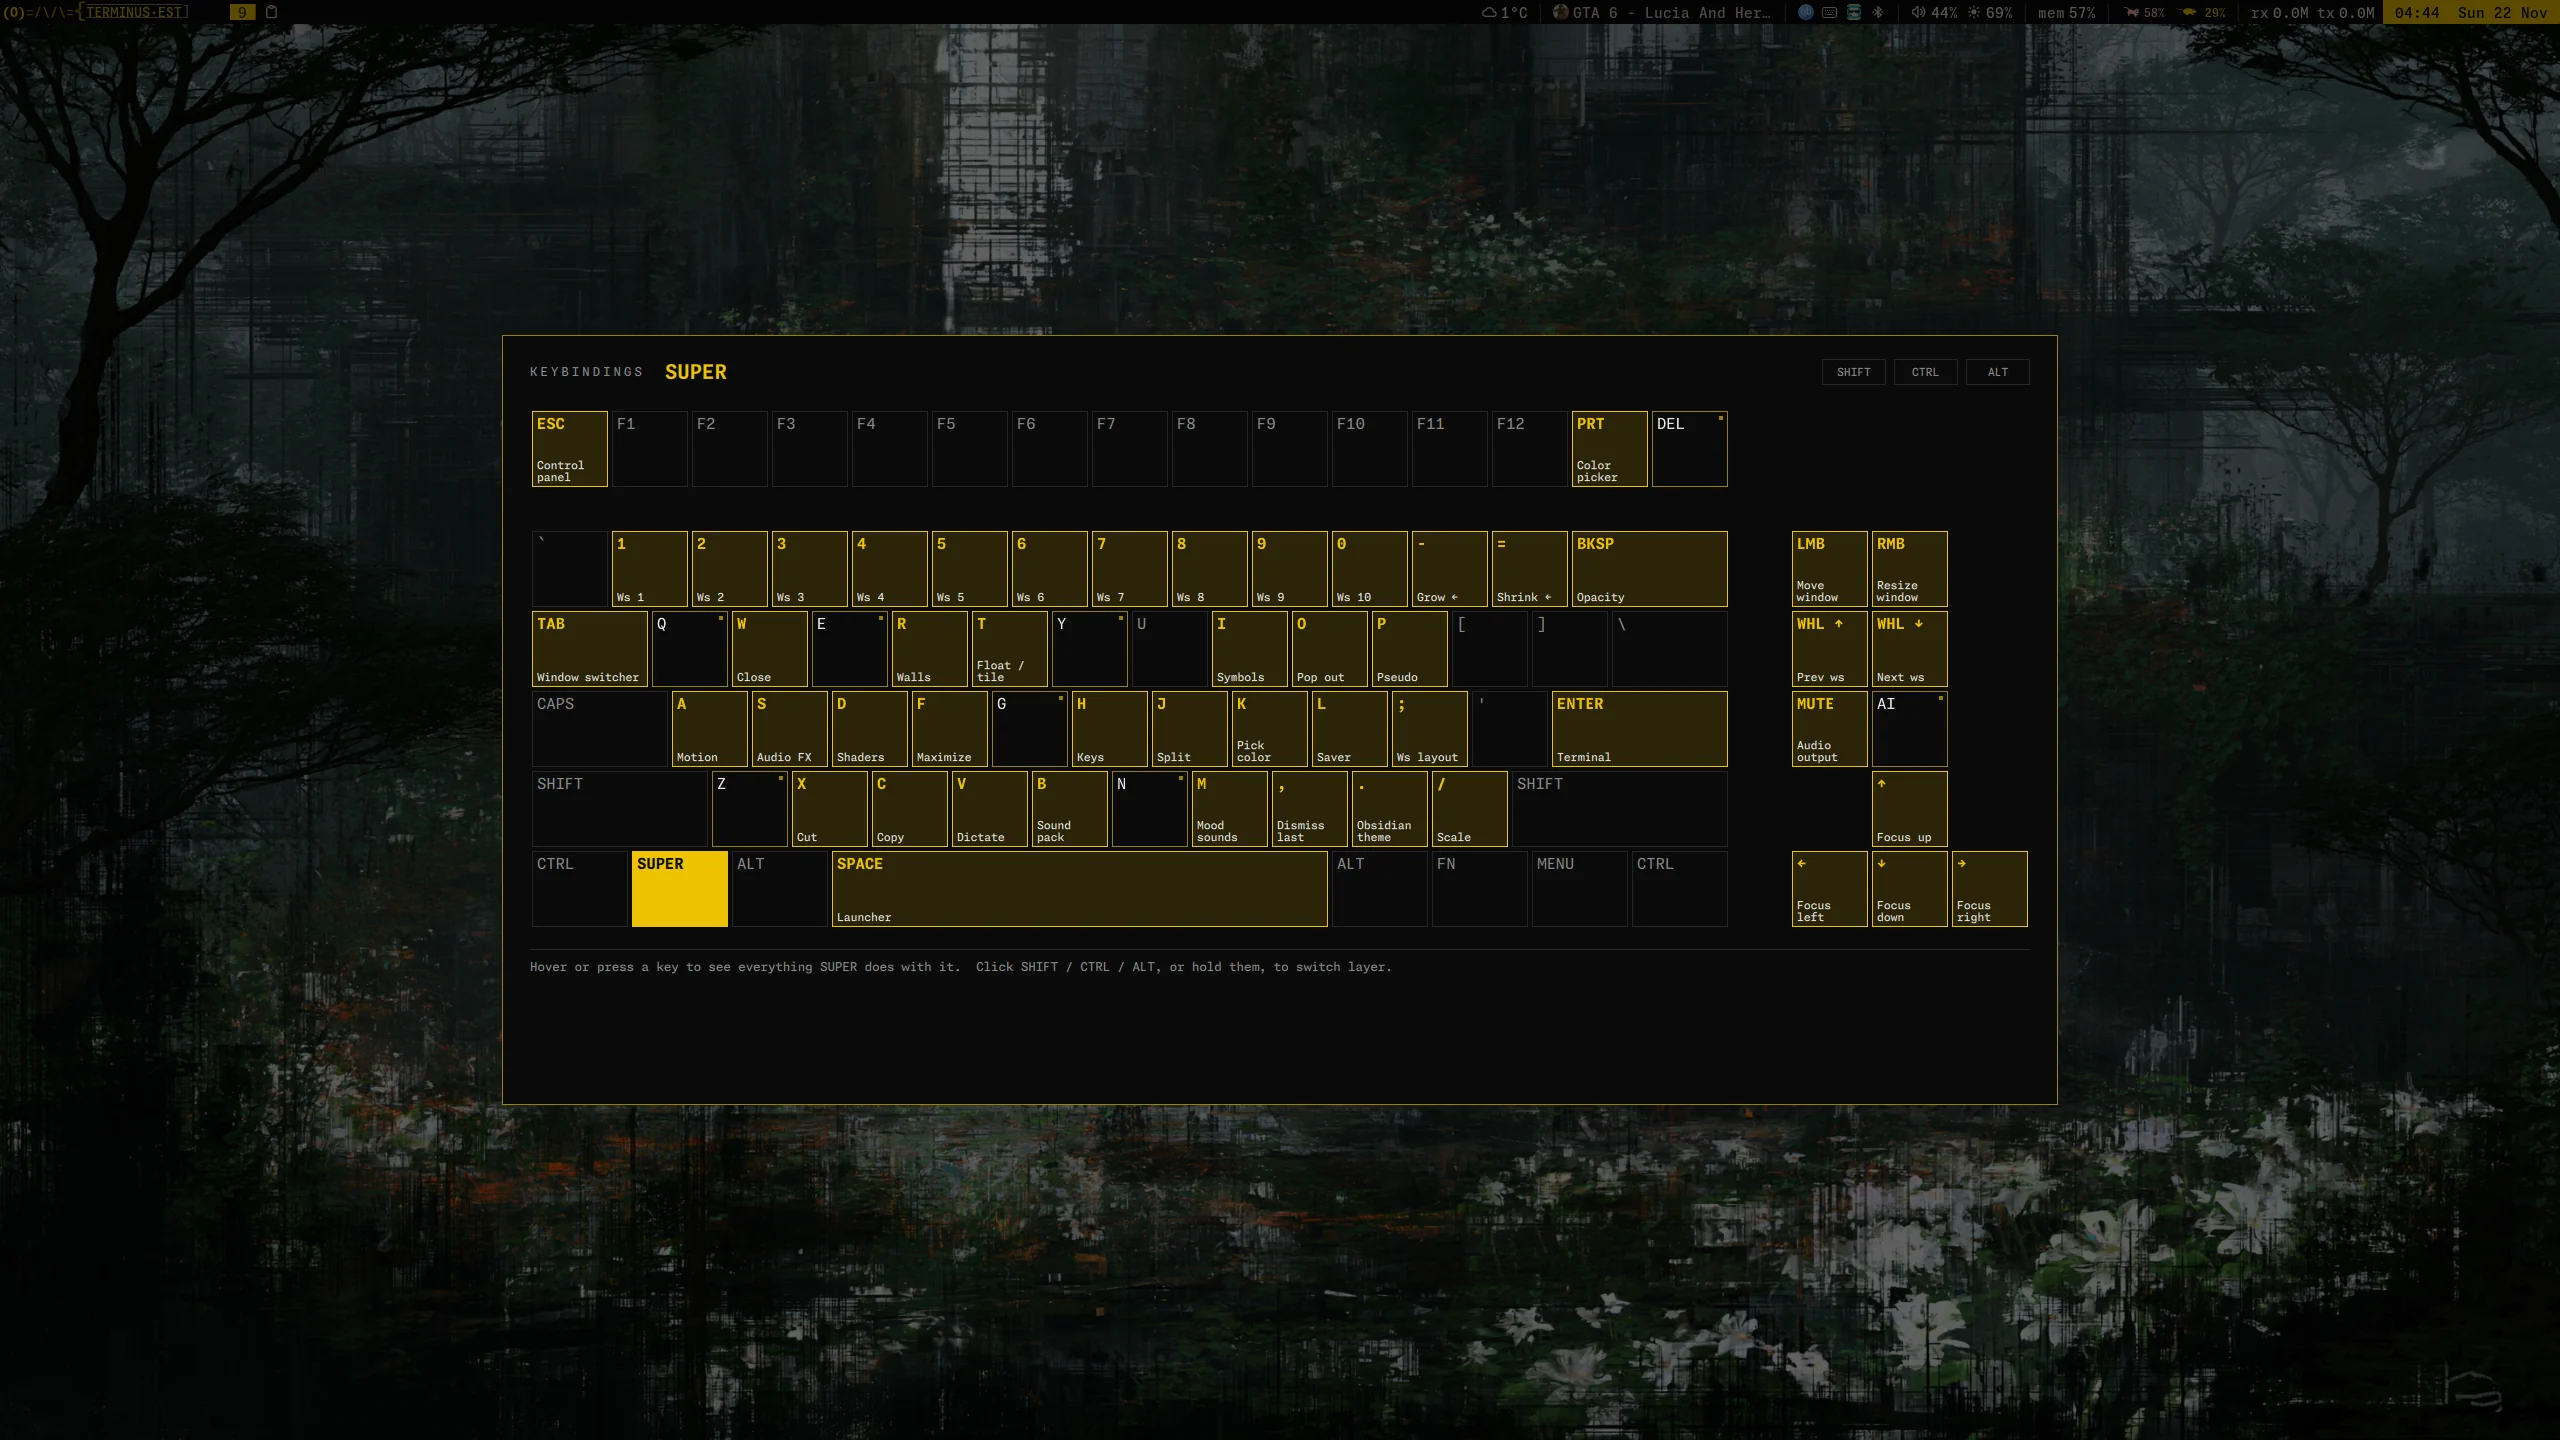 (O)=/\/\={TERMINUS·EST] 9 1°C GTA 6 - Lucia And Her… 44% 69% mem 57% 58% 29% rx 0.0M tx 0.0M 04:44 Sun 22 Nov
KEYBINDINGS SUPER SHIFT CTRL ALT
ESC F1 F2 F3 F4 F5 F6 F7 F8 F9 F10 F11 F12 PRT DEL
Control Color
panel picker
` 1 2 3 4 5 6 7 8 9 0 - = BKSP LMB RMB
Move Resize
Ws 1 Ws 2 Ws 3 Ws 4 Ws 5 Ws 6 Ws 7 Ws 8 Ws 9 Ws 10 Grow ← Shrink ← Opacity window window
TAB Q W E R T Y U I O P [ ] \ WHL ↑ WHL ↓
Float /
Window switcher Close Walls tile Symbols Pop out Pseudo Prev ws Next ws
CAPS A S D F G H J K L ; ' ENTER MUTE AI
Pick Audio
Motion Audio FX Shaders Maximize Keys Split color Saver Ws layout Terminal output
SHIFT Z X C V B N M , . / SHIFT ↑
Sound Mood Dismiss Obsidian
Cut Copy Dictate pack sounds last theme Scale Focus up
CTRL SUPER ALT SPACE ALT FN MENU CTRL ← ↓ →
Focus Focus Focus
Launcher left down right
Hover or press a key to see everything SUPER does with it. Click SHIFT / CTRL / ALT, or hold them, to switch layer.